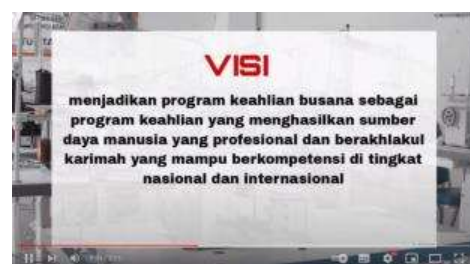 VISI
menjadikan program keahlian busana sebagai
program keahlian yang menghasilkan sumber
daya manusia yang profesional dan berakhlakul
karimah yang mampu berkompetensi di tingkat
nasional dan internasional